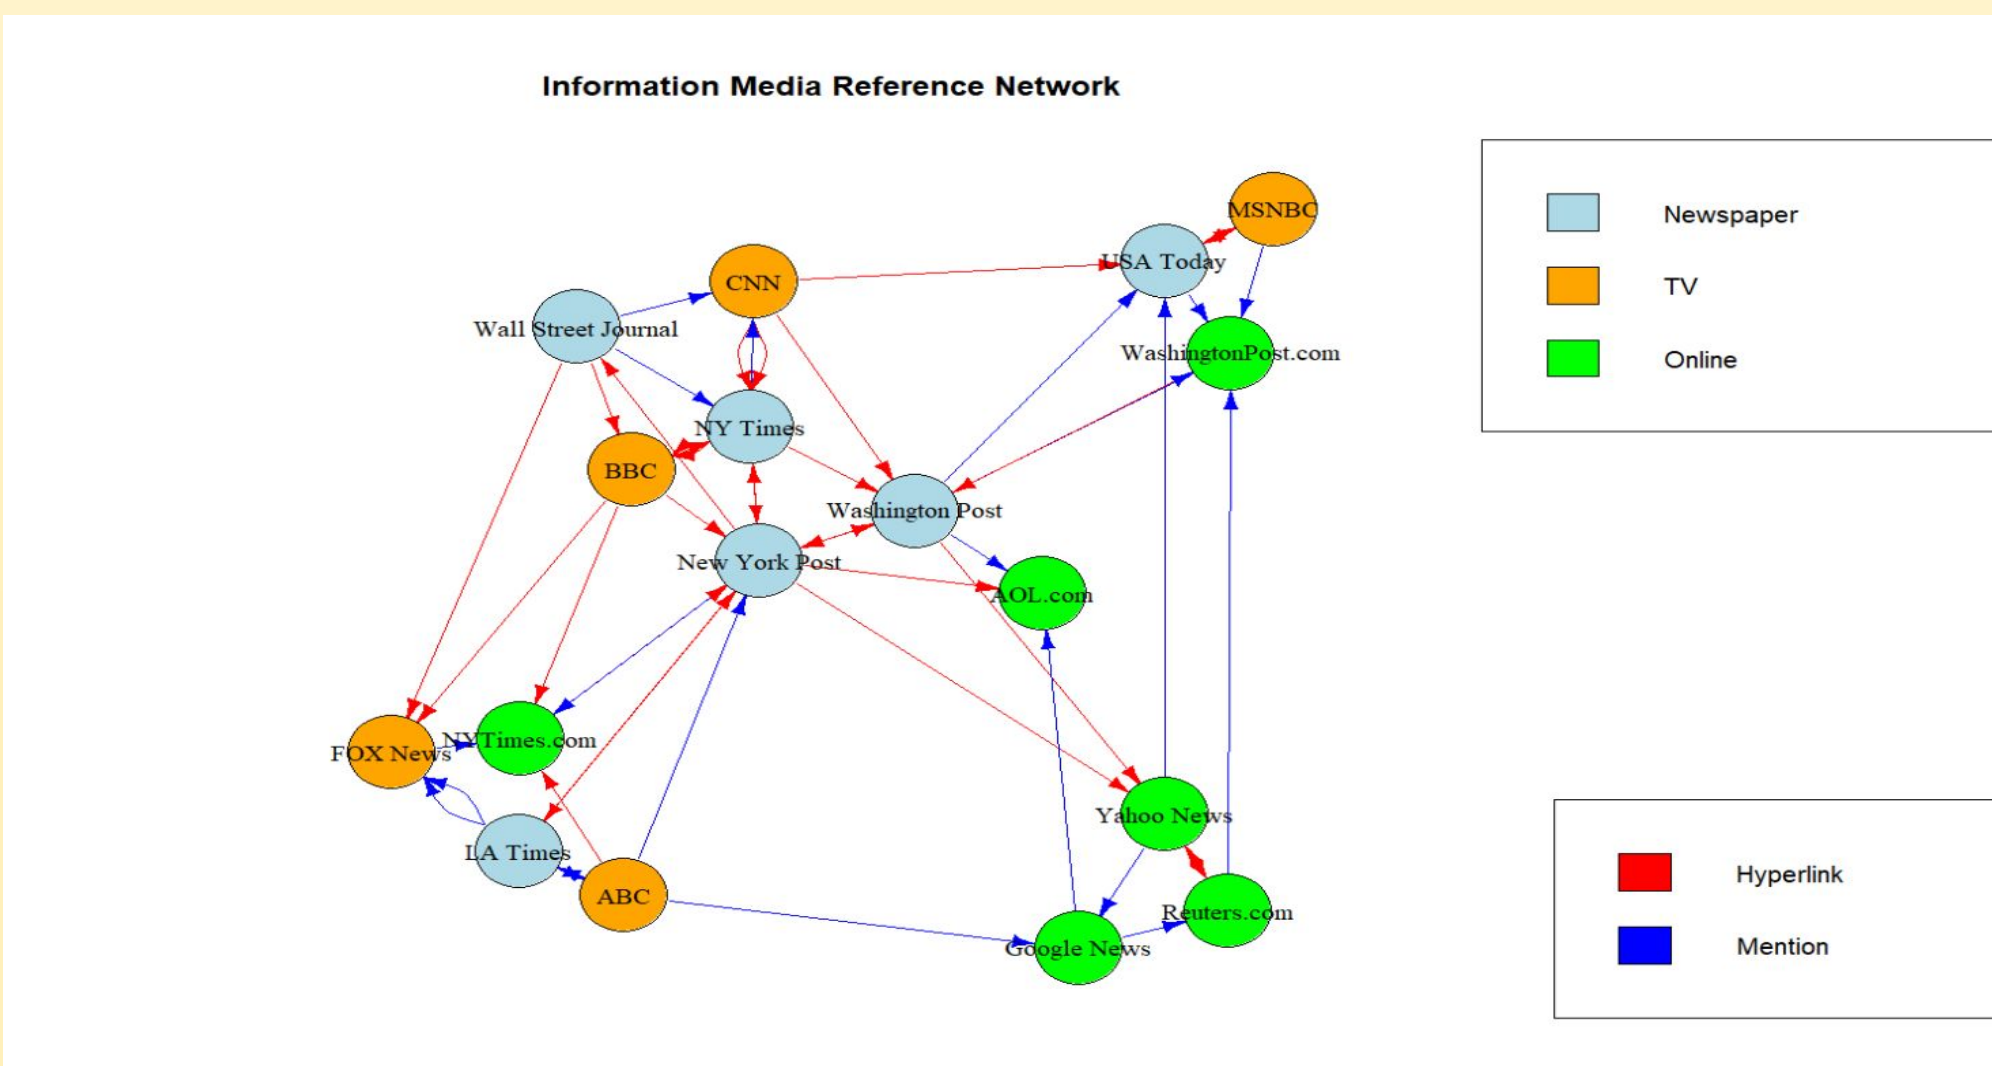 Information Media Reference Network
MSNBC
USA Today
CNN
Wall Street Journal
WashingtonPost.com
NY Times
BBC
Washington Post
New York Post
AOL.com
FOX News
NYTimes.com
Yahoo News
LA Times
ABC
Reuters.com
Google News
Newspaper
TV
Online
Hyperlink
Mention